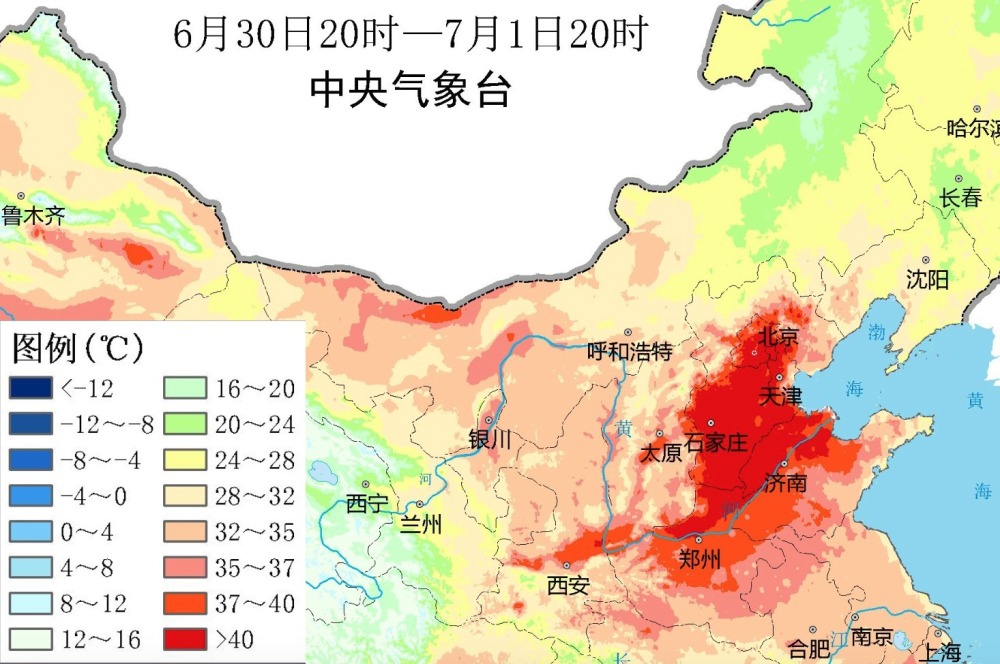 6月30日20时—7月1日20时
中央气象台
哈尔滨
长春
鲁木齐
沈阳
北京
渤
海
呼和浩特
天津
黄
海
银川
黄
太原
石家庄
济南
河
西宁
兰州
河
郑州
西安
合肥
江
南京
上海
长
图例(℃)
<-12
-12～-8
-8～-4
-4～0
0～4
4～8
8～12
12～16
16～20
20～24
24～28
28～32
32～35
35～37
37～40
>40